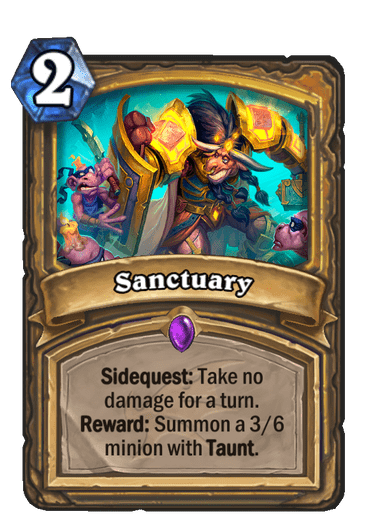 2
Sanctuary
Sidequest: Take no
damage for a turn.
Reward: Summon a 3/6
minion with Taunt.